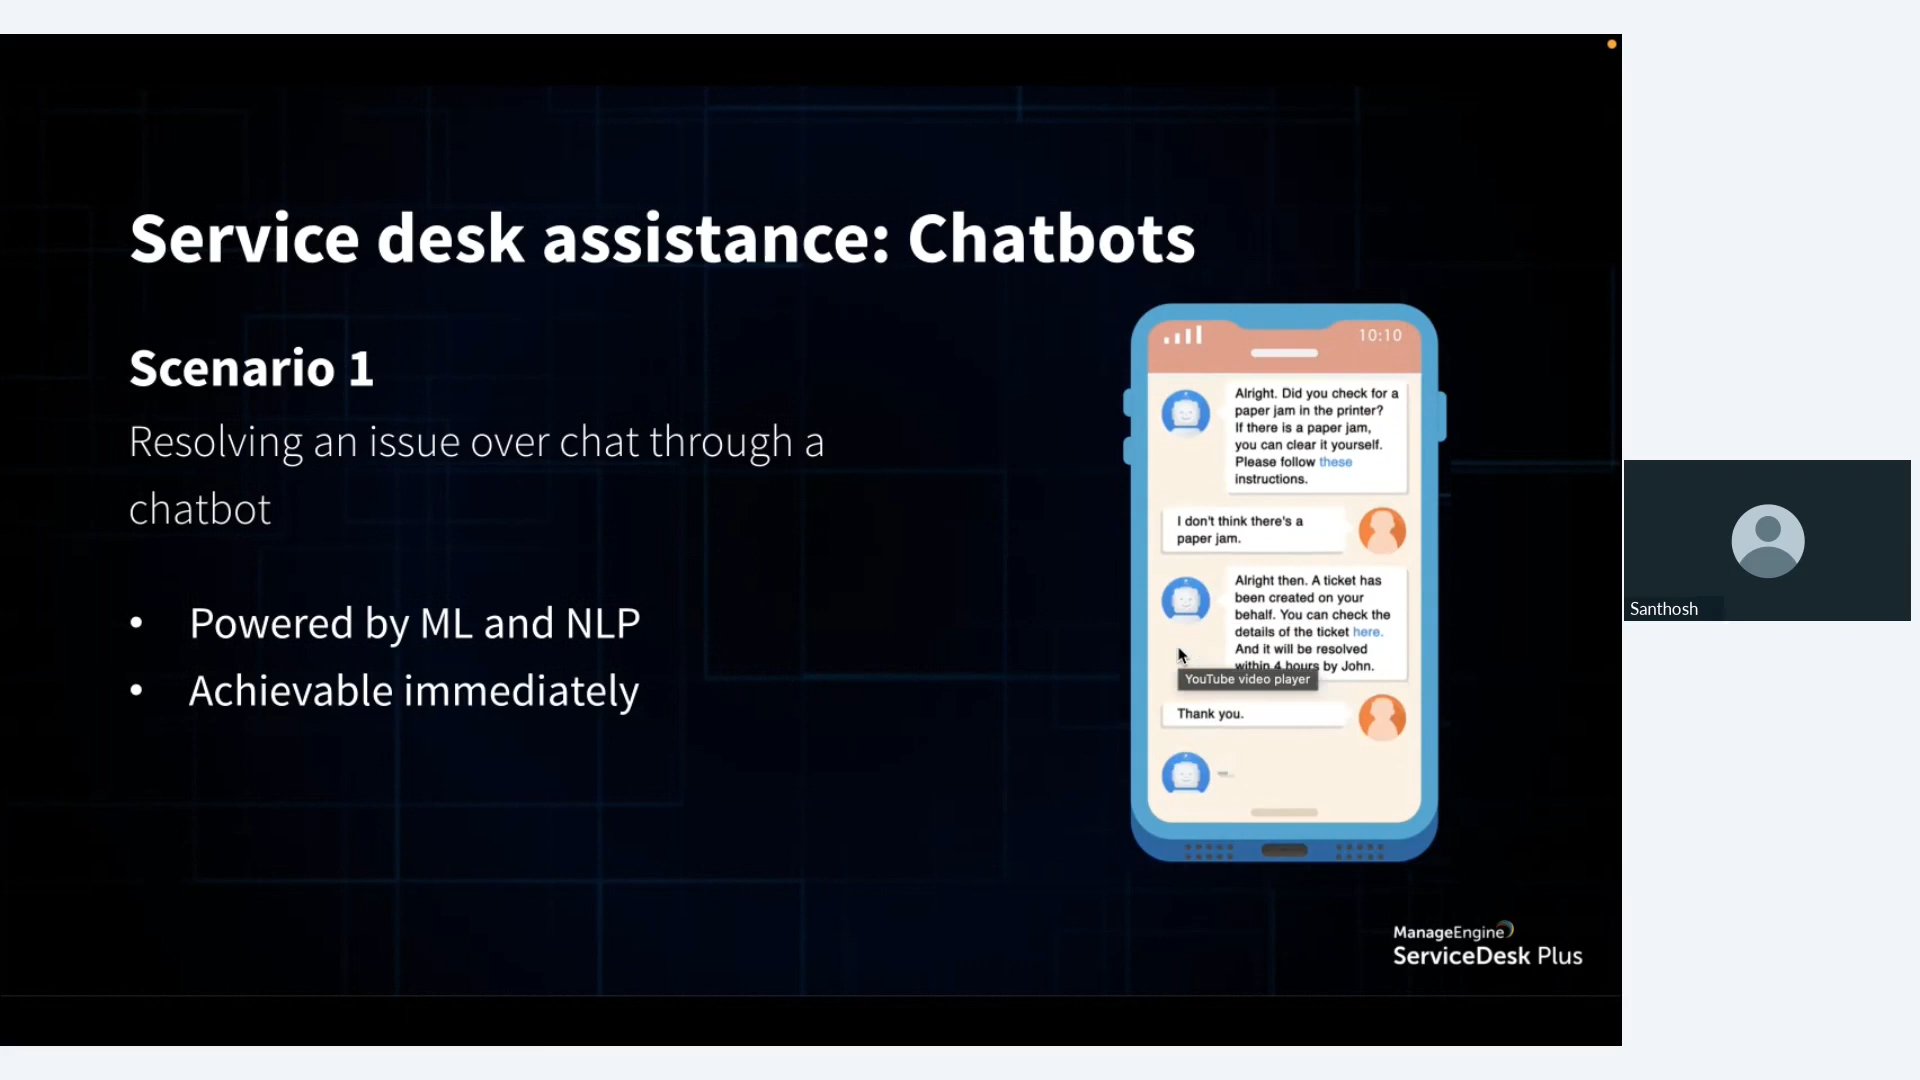 Service desk assistance: Chatbots
Scenario 1
Resolving an issue over chat through a
chatbot
• Powered by ML and NLP
• Achievable immediately
10:10
Alright. Did you check for a
paper jam in the printer?
If there is a paper jam,
you can clear it yourself.
Please follow these
instructions.
I don't think there's a
paper jam.
Alright then. A ticket has
been created on your
behalf. You can check the
details of the ticket here.
And it will be resolved
within 4 hours by John.
YouTube video player
Thank you.
ManageEngine
ServiceDesk Plus
Santhosh